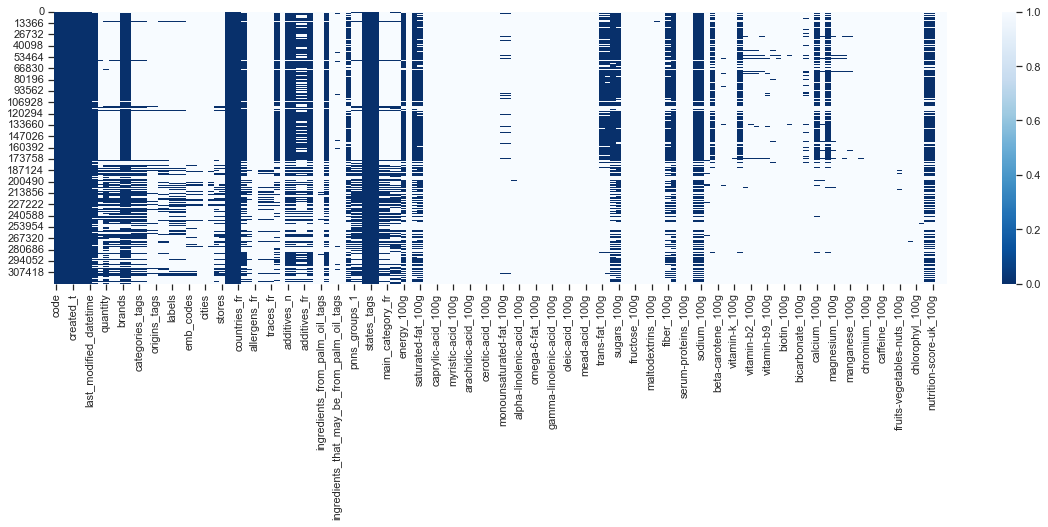 0
13366
26732
40098
53464
66830
80196
93562
106928
120294
133660
147026
160392
173758
187124
200490
213856
227222
240588
253954
267320
280686
294052
307418
code
created_t
last_modified_datetime
quantity
brands
categories_tags
origins_tags
labels
emb_codes
cities
stores
countries_fr
allergens_fr
traces_fr
additives_n
additives_fr
ingredients_from_palm_oil_tags
ingredients_that_may_be_from_palm_oil_tags
pnns_groups_1
states_tags
main_category_fr
energy_100g
saturated-fat_100g
caprylic-acid_100g
myristic-acid_100g
arachidic-acid_100g
cerotic-acid_100g
monounsaturated-fat_100g
alpha-linolenic-acid_100g
omega-6-fat_100g
gamma-linolenic-acid_100g
oleic-acid_100g
mead-acid_100g
trans-fat_100g
sugars_100g
fructose_100g
maltodextrins_100g
fiber_100g
serum-proteins_100g
sodium_100g
beta-carotene_100g
vitamin-k_100g
vitamin-b2_100g
vitamin-b9_100g
biotin_100g
bicarbonate_100g
calcium_100g
magnesium_100g
manganese_100g
chromium_100g
caffeine_100g
fruits-vegetables-nuts_100g
chlorophyl_100g
nutrition-score-uk_100g
1.0
0.8
0.6
0.4
0.2
0.0